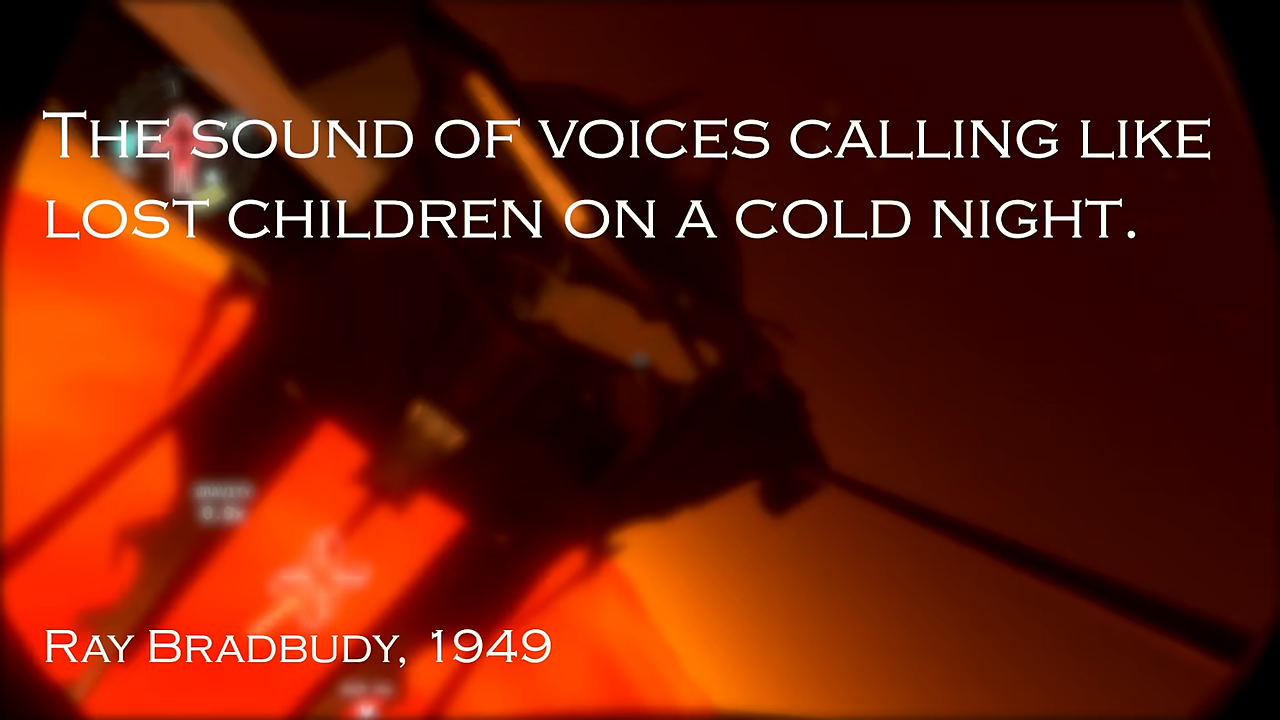 The sound of voices calling like
lost children on a cold night.
Ray Bradbudy, 1949